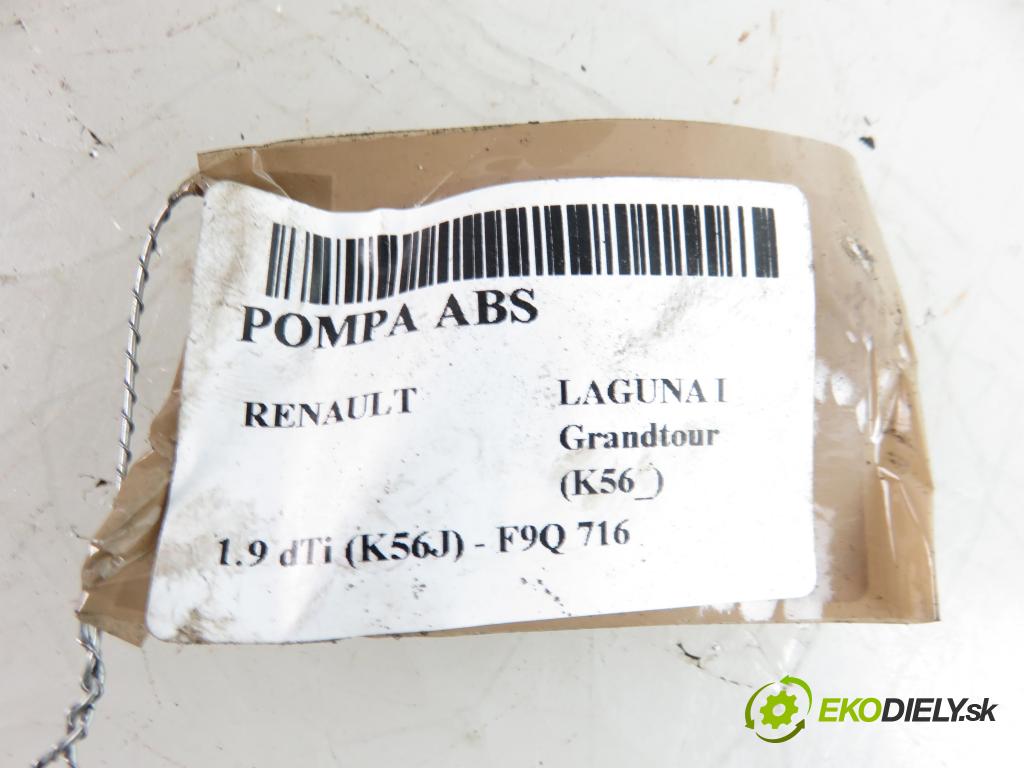 POMPA ABS
RENAULT
LAGUNA I
Grandtour
(K56_)
1.9 dTi (K56J) - F9Q 716
EKODIELY.sk